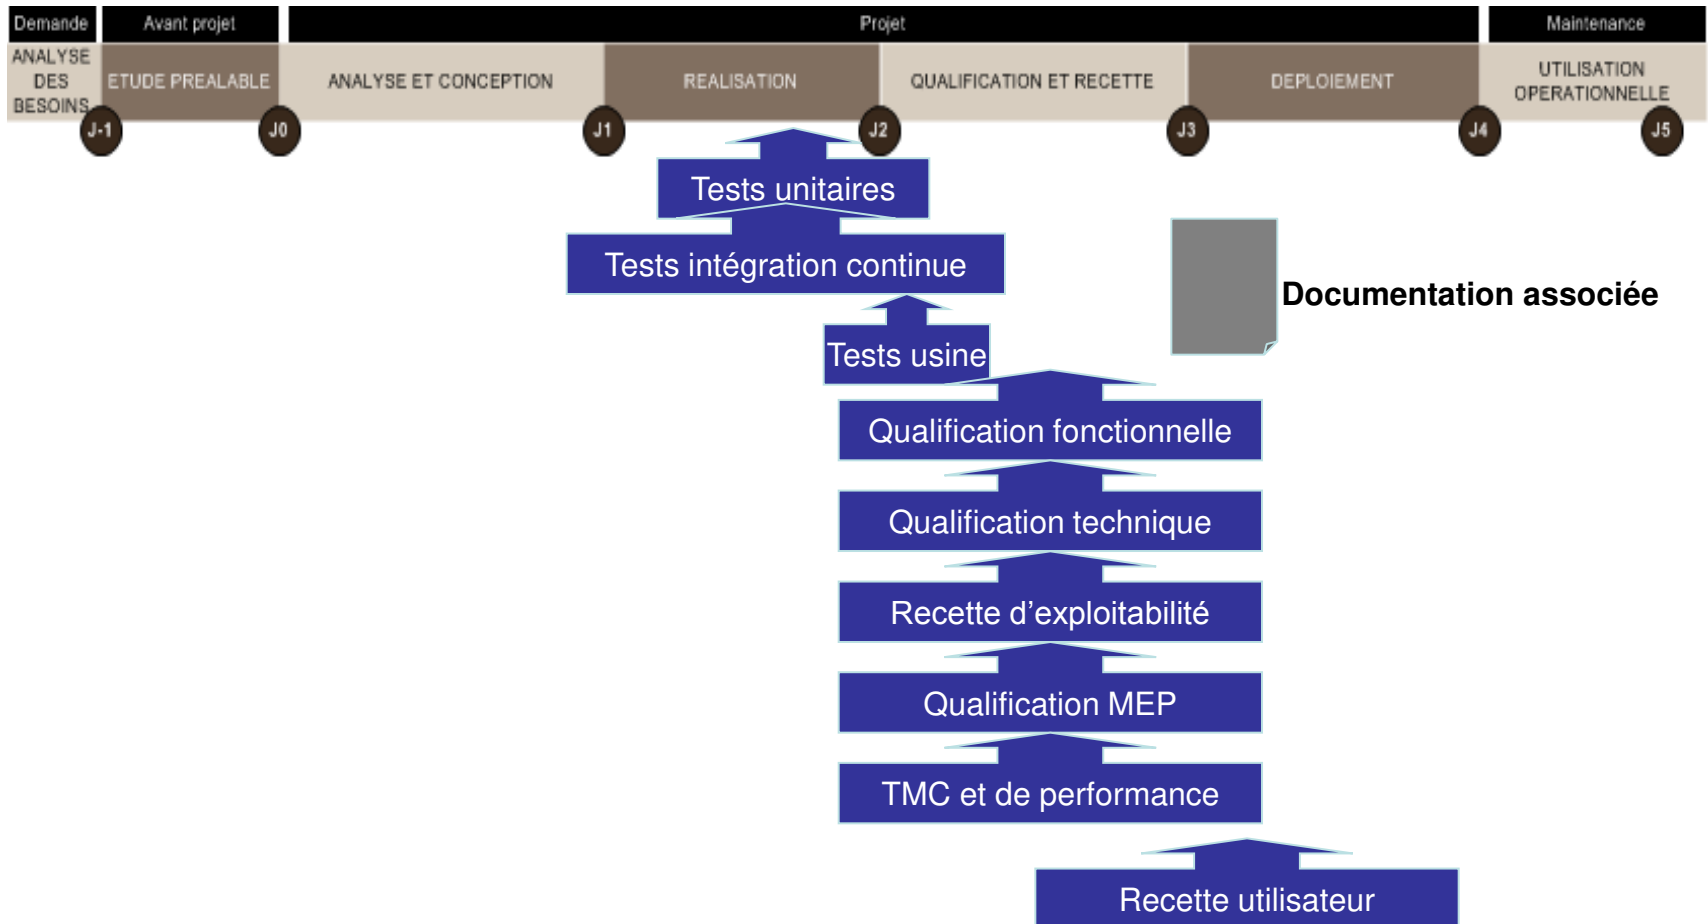 Demande
Avant projet
Projet
Maintenance
ANALYSE
DES
BESOINS
ETUDE PREALABLE
ANALYSE ET CONCEPTION
REALISATION
QUALIFICATION ET RECETTE
DEPLOIEMENT
UTILISATION
OPERATIONNELLE
J-1
J0
J1
J2
J3
J4
J5
Tests unitaires
Tests intégration continue
Documentation associée
Tests usine
Qualification fonctionnelle
Qualification technique
Recette d’exploitabilité
Qualification MEP
TMC et de performance
Recette utilisateur